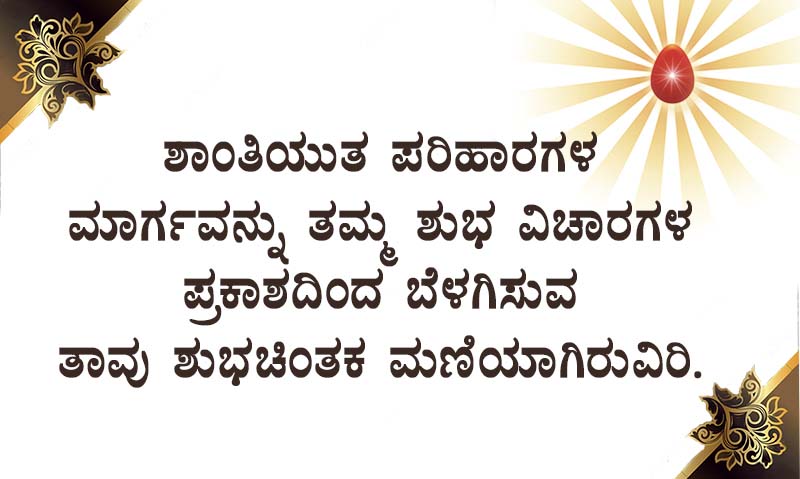 ಶಾಂತಿಯುತ ಪರಿಹಾರಗಳ
ಮಾರ್ಗವನ್ನು ತಮ್ಮ ಶುಭ ವಿಚಾರಗಳ
ಪ್ರಕಾಶದಿಂದ ಬೆಳಗಿಸುವ
ತಾವು ಶುಭಚಿಂತಕ ಮಣಿಯಾಗಿರುವಿರಿ.